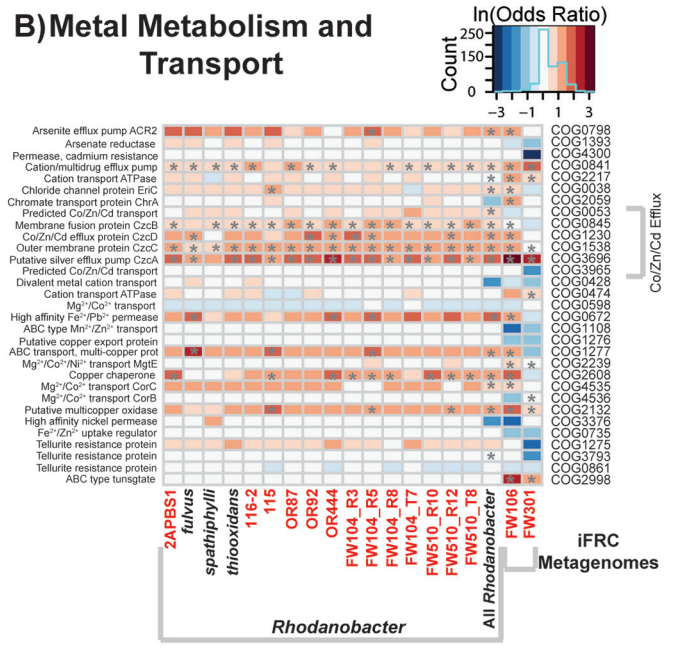 B) Metal Metabolism and
Transport
ln(Odds Ratio)
Count
250
150
0
−3 −1 1 3
Arsenite efflux pump ACR2 COG0798
Arsenate reductase COG1393
Permease, cadmium resistance COG4300
Cation/multidrug efflux pump COG0841
Cation transport ATPase COG2217
Chloride channel protein EriC COG0038
Chromate transport protein ChrA COG2059
Predicted Co/Zn/Cd transport COG0053
Membrane fusion protein CzcB COG0845
Co/Zn/Cd efflux protein CzcD COG1230
Outer membrane protein CzcC COG1538
Putative silver efflux pump CzcA COG3696
Predicted Co/Zn/Cd transport COG3965
Divalent metal cation transport COG0428
Cation transport ATPase COG0474
Mg²⁺/Co²⁺ transport COG0598
High affinity Fe²⁺/Pb²⁺ permease COG0672
ABC type Mn²⁺/Zn²⁺ transport COG1108
Putative copper export protein COG1276
ABC transport, multi-copper prot COG1277
Mg²⁺/Co²⁺/Ni²⁺ transport MgtE COG2239
Copper chaperone COG2608
Mg²⁺/Co²⁺ transport CorC COG4535
Mg²⁺/Co²⁺ transport CorB COG4536
Putative multicopper oxidase COG2132
High affinity nickel permease COG3376
Fe²⁺/Zn²⁺ uptake regulator COG0735
Tellurite resistance protein COG1275
Tellurite resistance protein COG3793
Tellurite resistance protein COG0861
ABC type tunsgtate COG2998
Co/Zn/Cd Efflux
2APBS1
fulvus
spathiphylli
thiooxidans
116-2
115
OR87
OR92
OR444
FW104_R3
FW104_R5
FW104_R8
FW104_T7
FW510_R10
FW510_R12
FW510_T8
All Rhodanobacter
FW106
FW301
iFRC
Metagenomes
Rhodanobacter